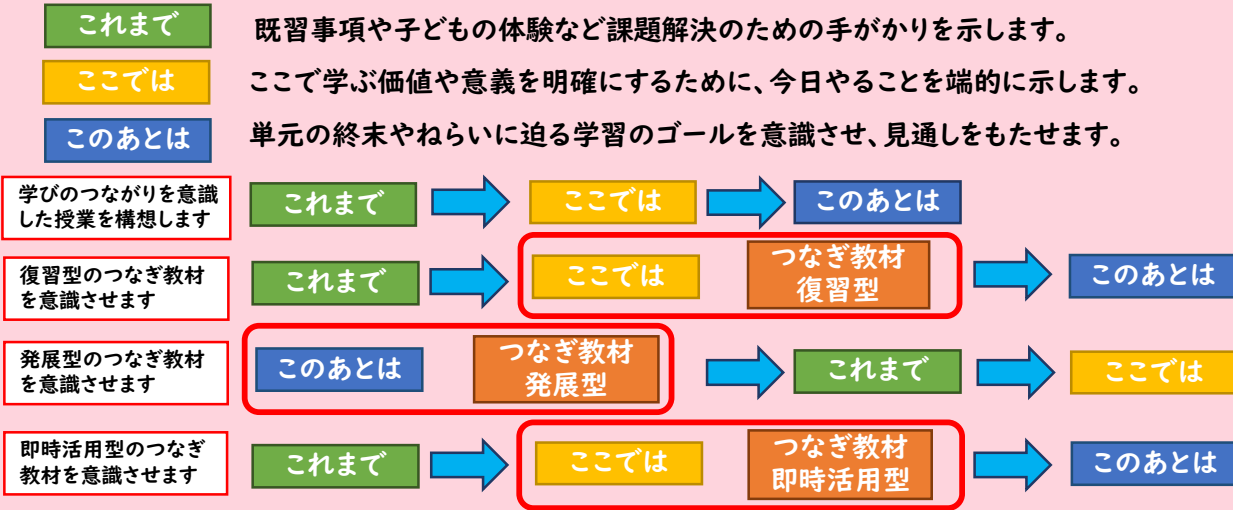 これまで
既習事項や子どもの体験など課題解決のための手がかりを示します。
ここでは
ここで学ぶ価値や意義を明確にするために、今日やることを端的に示します。
このあとは
単元の終末やねらいに迫る学習のゴールを意識させ、見通しをもたせます。
学びのつながりを意識
した授業を構想します
これまで
ここでは
このあとは
復習型のつなぎ教材
を意識させます
これまで
ここでは
つなぎ教材
復習型
このあとは
発展型のつなぎ教材
を意識させます
このあとは
つなぎ教材
発展型
これまで
ここでは
即時活用型のつなぎ
教材を意識させます
これまで
ここでは
つなぎ教材
即時活用型
このあとは